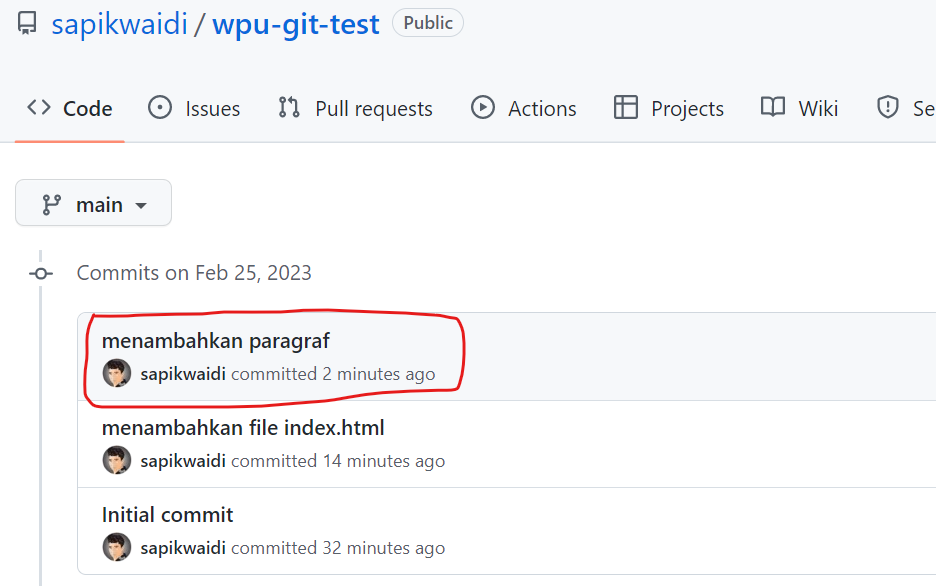 sapikwaidi / wpu-git-test Public
Code Issues Pull requests Actions Projects Wiki Se
main
Commits on Feb 25, 2023
menambahkan paragraf
sapikwaidi committed 2 minutes ago
menambahkan file index.html
sapikwaidi committed 14 minutes ago
Initial commit
sapikwaidi committed 32 minutes ago